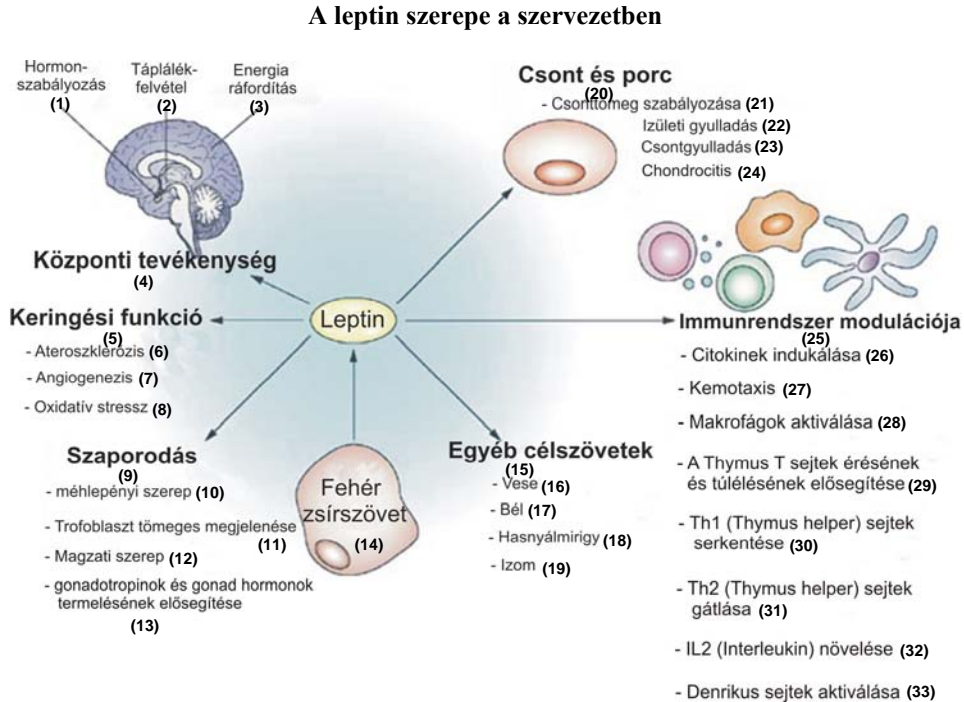 A leptin szerepe a szervezetben
Hormon-
szabályozás
(1)
Táplálék-
felvétel
(2)
Energia
ráfordítás
(3)
Központi tevékenység
(4)
Keringési funkció
(5)
- Ateroszklerózis (6)
- Angiogenezis (7)
- Oxidatív stressz (8)
Szaporodás
(9)
- méhlepényi szerep (10)
- Trofoblaszt tömeges megjelenése
(11)
- Magzati szerep (12)
- gonadotropinok és gonad hormonok
termelésének elősegítése
(13)
Leptin
Fehér
zsírszövet
(14)
Egyéb célszövetek
(15)
- Vese (16)
- Bél (17)
- Hasnyálmirigy (18)
- Izom (19)
Csont és porc
(20)
- Csonttömeg szabályozása (21)
Izületi gyulladás (22)
Csontgyulladás (23)
Chondrocitis (24)
Immunrendszer modulációja
(25)
- Citokinek indukálása (26)
- Kemotaxis (27)
- Makrofágok aktiválása (28)
- A Thymus T sejtek érésének
és túlélésének elősegítése (29)
- Th1 (Thymus helper) sejtek
serkentése (30)
- Th2 (Thymus helper) sejtek
gátlása (31)
- IL2 (Interleukin) növelése (32)
- Denrikus sejtek aktiválása (33)